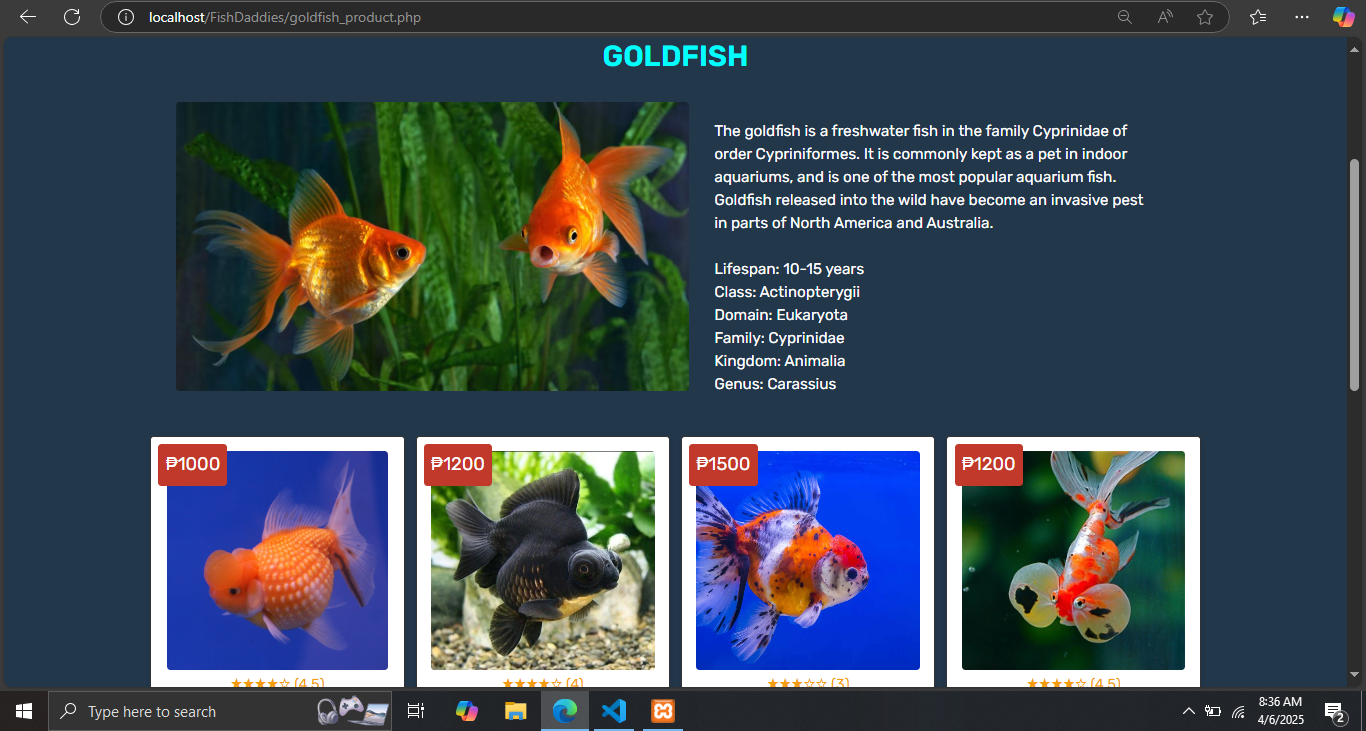 localhost/FishDaddies/goldfish_product.php
GOLDFISH
The goldfish is a freshwater fish in the family Cyprinidae of
order Cypriniformes. It is commonly kept as a pet in indoor
aquariums, and is one of the most popular aquarium fish.
Goldfish released into the wild have become an invasive pest
in parts of North America and Australia.
Lifespan: 10-15 years
Class: Actinopterygii
Domain: Eukaryota
Family: Cyprinidae
Kingdom: Animalia
Genus: Carassius
₱1000
₱1200
₱1500
₱1200
★★★★☆ (4.5)
★★★★☆ (4)
★★★☆☆ (3)
★★★★☆ (4.5)
Type here to search
8:36 AM
4/6/2025
2